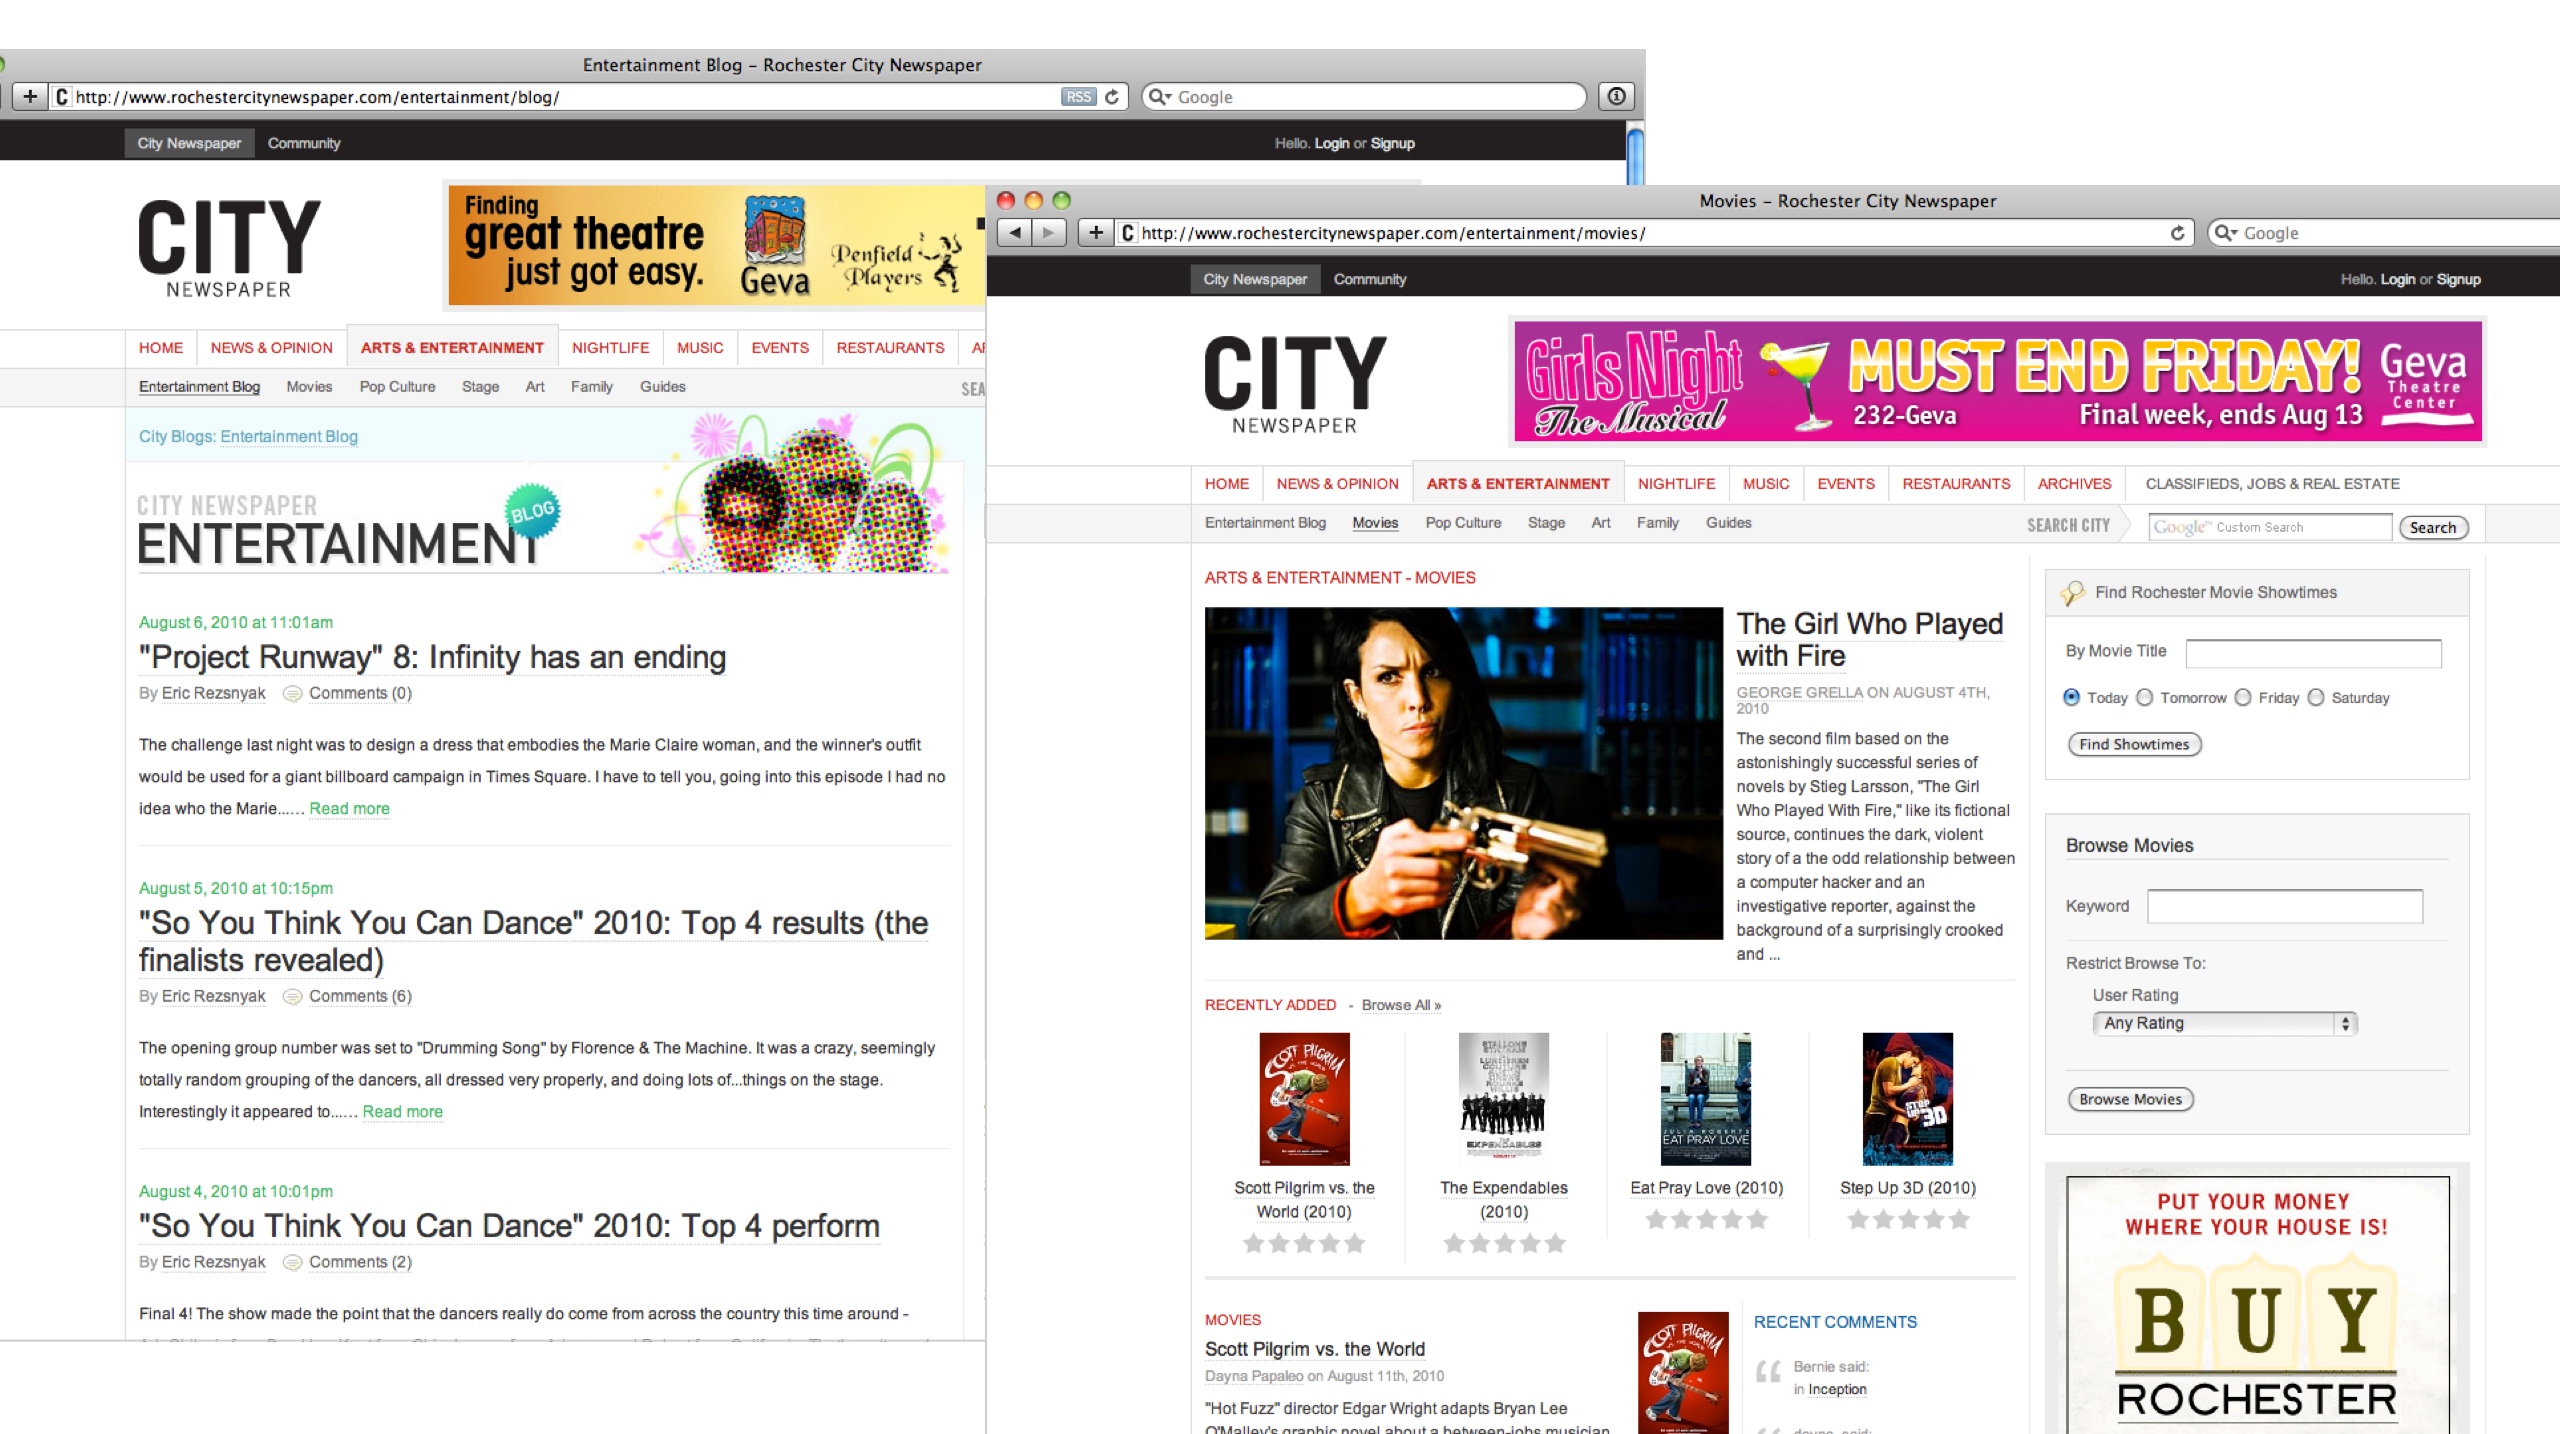 Entertainment Blog – Rochester City Newspaper
http://www.rochestercitynewspaper.com/entertainment/blog/
RSS
Google
City Newspaper
Community
Hello. Login or Signup
CITY
NEWSPAPER
Finding
great theatre
just got easy.
Geva
Penfield
Players
HOME
NEWS & OPINION
ARTS & ENTERTAINMENT
NIGHTLIFE
MUSIC
EVENTS
RESTAURANTS
Entertainment Blog
Movies
Pop Culture
Stage
Art
Family
Guides
City Blogs: Entertainment Blog
CITY NEWSPAPER
ENTERTAINMENT
BLOG
August 6, 2010 at 11:01am
"Project Runway" 8: Infinity has an ending
By Eric Rezsnyak Comments (0)
The challenge last night was to design a dress that embodies the Marie Claire woman, and the winner's outfit
would be used for a giant billboard campaign in Times Square. I have to tell you, going into this episode I had no
idea who the Marie...… Read more
August 5, 2010 at 10:15pm
"So You Think You Can Dance" 2010: Top 4 results (the
finalists revealed)
By Eric Rezsnyak Comments (6)
The opening group number was set to "Drumming Song" by Florence & The Machine. It was a crazy, seemingly
totally random grouping of the dancers, all dressed very properly, and doing lots of...things on the stage.
Interestingly it appeared to...… Read more
August 4, 2010 at 10:01pm
"So You Think You Can Dance" 2010: Top 4 perform
By Eric Rezsnyak Comments (2)
Final 4! The show made the point that the dancers really do come from across the country this time around -
Movies – Rochester City Newspaper
http://www.rochestercitynewspaper.com/entertainment/movies/
Google
City Newspaper
Community
Hello. Login or Signup
CITY
NEWSPAPER
Girls Night
The Musical
MUST END FRIDAY!
232-Geva
Final week, ends Aug 13
Geva
Theatre
Center
HOME
NEWS & OPINION
ARTS & ENTERTAINMENT
NIGHTLIFE
MUSIC
EVENTS
RESTAURANTS
ARCHIVES
CLASSIFIEDS, JOBS & REAL ESTATE
Entertainment Blog
Movies
Pop Culture
Stage
Art
Family
Guides
SEARCH CITY
Google™ Custom Search
Search
ARTS & ENTERTAINMENT - MOVIES
The Girl Who Played
with Fire
GEORGE GRELLA ON AUGUST 4TH,
2010
The second film based on the
astonishingly successful series of
novels by Stieg Larsson, "The Girl
Who Played With Fire," like its fictional
source, continues the dark, violent
story of a the odd relationship between
a computer hacker and an
investigative reporter, against the
background of a surprisingly crooked
and ...
RECENTLY ADDED - Browse All »
SCOTT PILGRIM
EXPENDABLES
JULIA ROBERTS
EAT PRAY LOVE
STEP UP 3D
Scott Pilgrim vs. the
World (2010)
The Expendables
(2010)
Eat Pray Love (2010)
Step Up 3D (2010)
MOVIES
Scott Pilgrim vs. the World
Dayna Papaleo on August 11th, 2010
"Hot Fuzz" director Edgar Wright adapts Bryan Lee
O'Malley's graphic novel about a between-jobs musician
SCOTT PILGRIM
RECENT COMMENTS
Bernie said:
in Inception
Find Rochester Movie Showtimes
By Movie Title
Today
Tomorrow
Friday
Saturday
Find Showtimes
Browse Movies
Keyword
Restrict Browse To:
User Rating
Any Rating
Browse Movies
PUT YOUR MONEY
WHERE YOUR HOUSE IS!
BUY
ROCHESTER